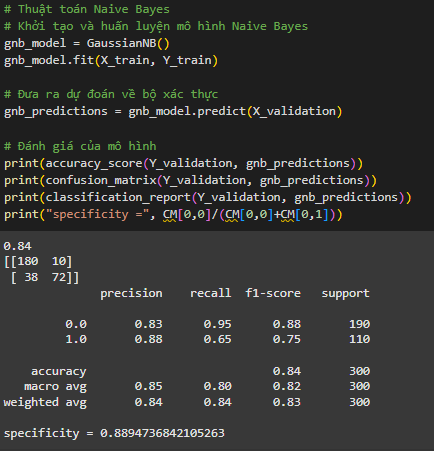 # Thuật toán Naive Bayes
# Khởi tạo và huấn luyện mô hình Naive Bayes
gnb_model = GaussianNB()
gnb_model.fit(X_train, Y_train)
# Đưa ra dự đoán về bộ xác thực
gnb_predictions = gnb_model.predict(X_validation)
# Đánh giá của mô hình
print(accuracy_score(Y_validation, gnb_predictions))
print(confusion_matrix(Y_validation, gnb_predictions))
print(classification_report(Y_validation, gnb_predictions))
print("specificity =", CM[0,0]/(CM[0,0]+CM[0,1]))
0.84
[[180  10]
 [ 38  72]]
precision    recall  f1-score   support
0.0       0.83      0.95      0.88       190
1.0       0.88      0.65      0.75       110
accuracy                           0.84       300
macro avg       0.85      0.80      0.82       300
weighted avg       0.84      0.84      0.83       300
specificity = 0.8894736842105263